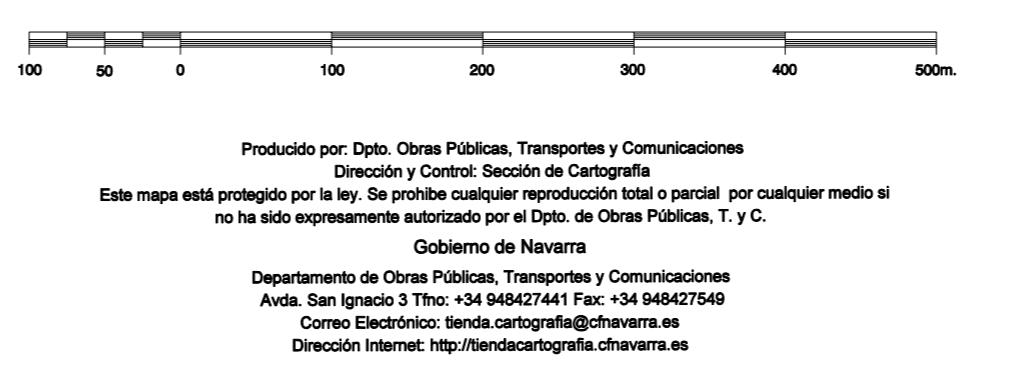 100 50 0 100 200 300 400 500m.
Producido por: Dpto. Obras Públicas, Transportes y Comunicaciones
Dirección y Control: Sección de Cartografía
Este mapa está protegido por la ley. Se prohibe cualquier reproducción total o parcial por cualquier medio si
no ha sido expresamente autorizado por el Dpto. de Obras Públicas, T. y C.
Gobierno de Navarra
Departamento de Obras Públicas, Transportes y Comunicaciones
Avda. San Ignacio 3 Tfno: +34 948427441 Fax: +34 948427549
Correo Electrónico: tienda.cartografia@cfnavarra.es
Dirección Internet: http://tiendacartografia.cfnavarra.es